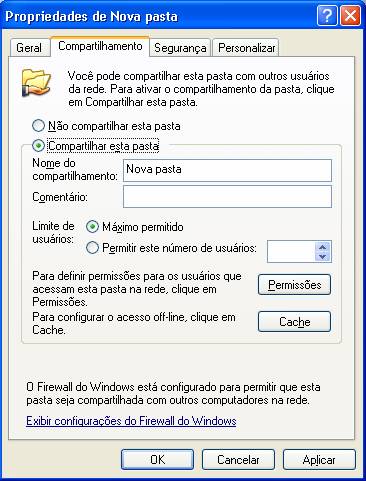 Propriedades de Nova pasta
Geral
Compartilhamento
Segurança
Personalizar
Você pode compartilhar esta pasta com outros usuários
da rede. Para ativar o compartilhamento da pasta, clique
em Compartilhar esta pasta.
Não compartilhar esta pasta
Compartilhar esta pasta
Nome do
compartilhamento:
Nova pasta
Comentário:
Limite de
usuários:
Máximo permitido
Permitir este número de usuários:
Para definir permissões para os usuários que
acessam esta pasta na rede, clique em
Permissões.
Permissões
Para configurar o acesso off-line, clique em
Cache.
Cache
O Firewall do Windows está configurado para permitir que esta
pasta seja compartilhada com outros computadores na rede.
Exibir configurações do Firewall do Windows
OK
Cancelar
Aplicar